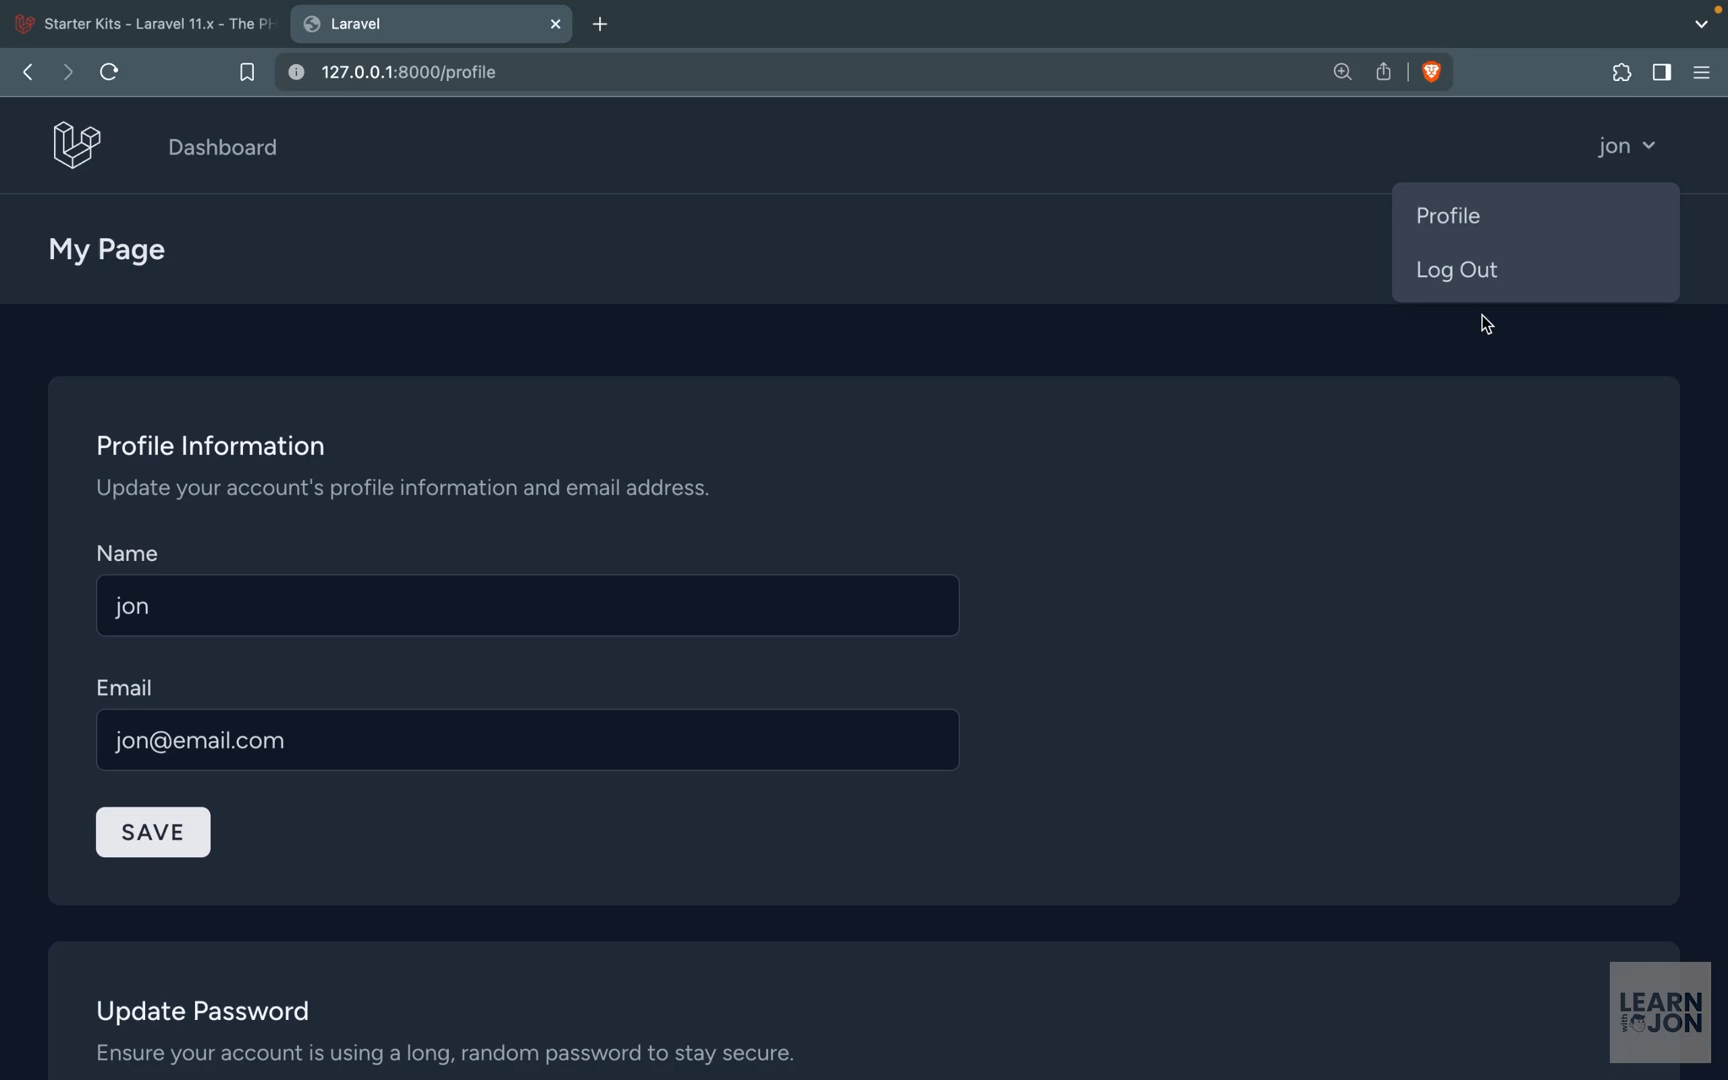 Starter Kits - Laravel 11.x - The PH
Laravel
127.0.0.1:8000/profile
Dashboard
jon
Profile
Log Out
My Page
Profile Information
Update your account's profile information and email address.
Name
jon
Email
jon@email.com
SAVE
Update Password
Ensure your account is using a long, random password to stay secure.
LEARN
with JON